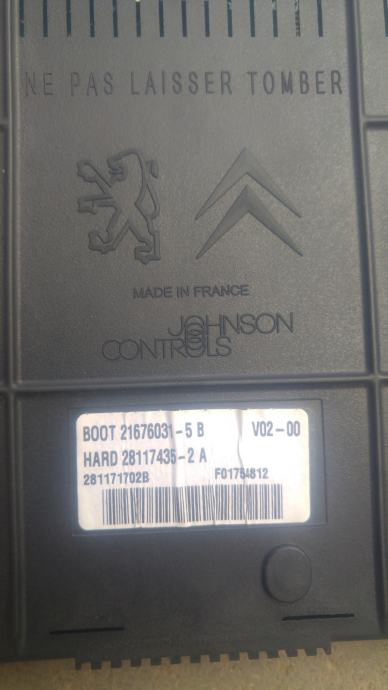 NE PAS LAISSER TOMBER
MADE IN FRANCE
JOHNSON
CONTROLS
BOOT 21676031-5 B V02-00
HARD 28117435-2 A
281171702B F01754812